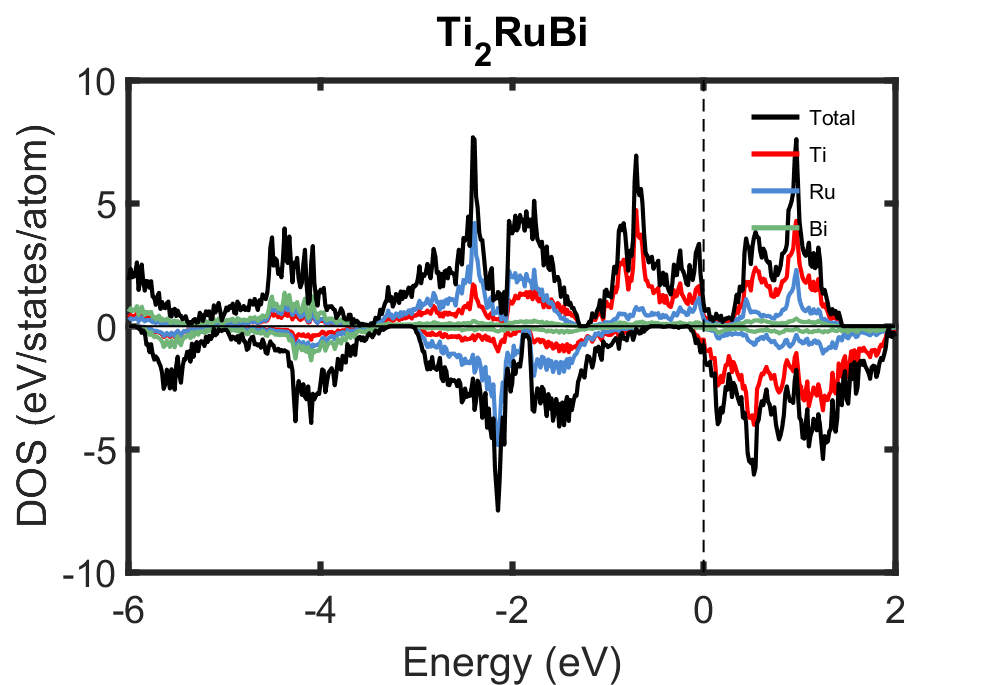 Ti₂RuBi
DOS (eV/states/atom)
10
5
0
-5
-10
Total
Ti
Ru
Bi
-6 -4 -2 0 2
Energy (eV)